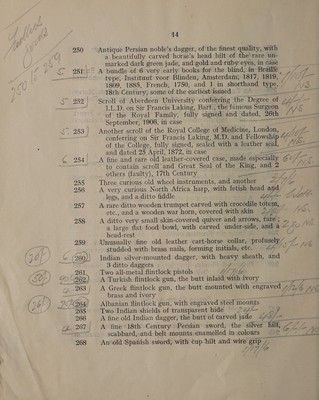 14
250 Antique Persian noble's dagger, of the finest quality, with
a beautifully carved horse's head hilt of the rare un-
marked dark green jade, and gold and ruby eyes, in case
251 A bundle of 6 very early books for the blind, in Braille
type, Instituut voor Blinden, Amsterdam; 1817, 1819,
1809, 1885, French, 1750, and 1 in shorthand type,
18th Century, some of the earliest issued
252 Scroll of Aberdeen University conferring the Degree of
LL.D. on Sir Francis Laking, Bart., the famous Surgeon
of the Royal Family, fully signed and dated, 26th
September, 1906, in case
253 Another scroll of the Royal College of Medicine, London,
conferring on Sir Francis Laking, M.D. and Fellowship
of the College, fully signed, sealed with a leather seal,
and dated 25 April, 1872, in case
254 A fine and rare old leather-covered case, made especially
to contain scroll and Great Seal of the King, and 2
others (faulty), 17th Century
255 Three curious old wheel instruments, and another
256 A very curious North Africa harp, with fetish head and
legs, and a ditto fiddle
257 A rare ditto wooden trumpet carved with crocodile totem,
etc., and a wooden war horn, covered with skin
258 A ditto very small skin-covered quiver and arrows, rare;
a large flat food bowl, with carved under-side, and a
head-rest
259 Unusually fine old leather cart-horse collar, profusely
studded with brass nails, forming initials, etc.
260 Indian silver-mounted dagger, with heavy sheath, and
3 ditto daggers
261 Two all-metal flintlock pistols
262 A Turkish flintlock gun, the butt inlaid with ivory
263 A Greek flintlock gun, the butt mounted with engraved
brass and ivory
264 Albanian flintlock gun, with engraved steel mounts
265 Two Indian shields of transparent hide
266 A fine old Indian dagger, the butt of carved jade
267 A fine 18th Century Persian sword, the silver hilt,
scabbard, and belt mounts enamelled in colours
268 An old Spanish sword, with cup hilt and wire grip